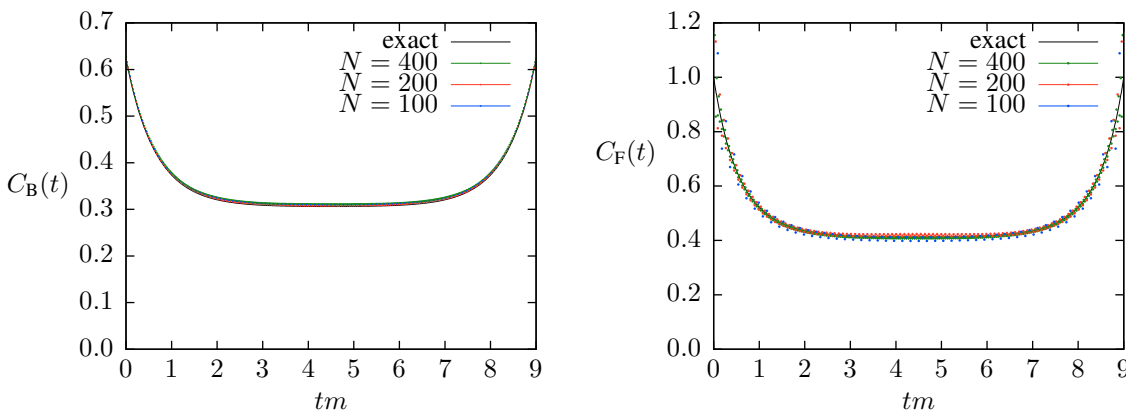 0.7
0.6
0.5
0.4
0.3
0.2
0.1
0.0
C_B(t)
exact
N = 400
N = 200
N = 100
0 1 2 3 4 5 6 7 8 9
tm
1.2
1.0
0.8
0.6
0.4
0.2
0.0
C_F(t)
exact
N = 400
N = 200
N = 100
0 1 2 3 4 5 6 7 8 9
tm